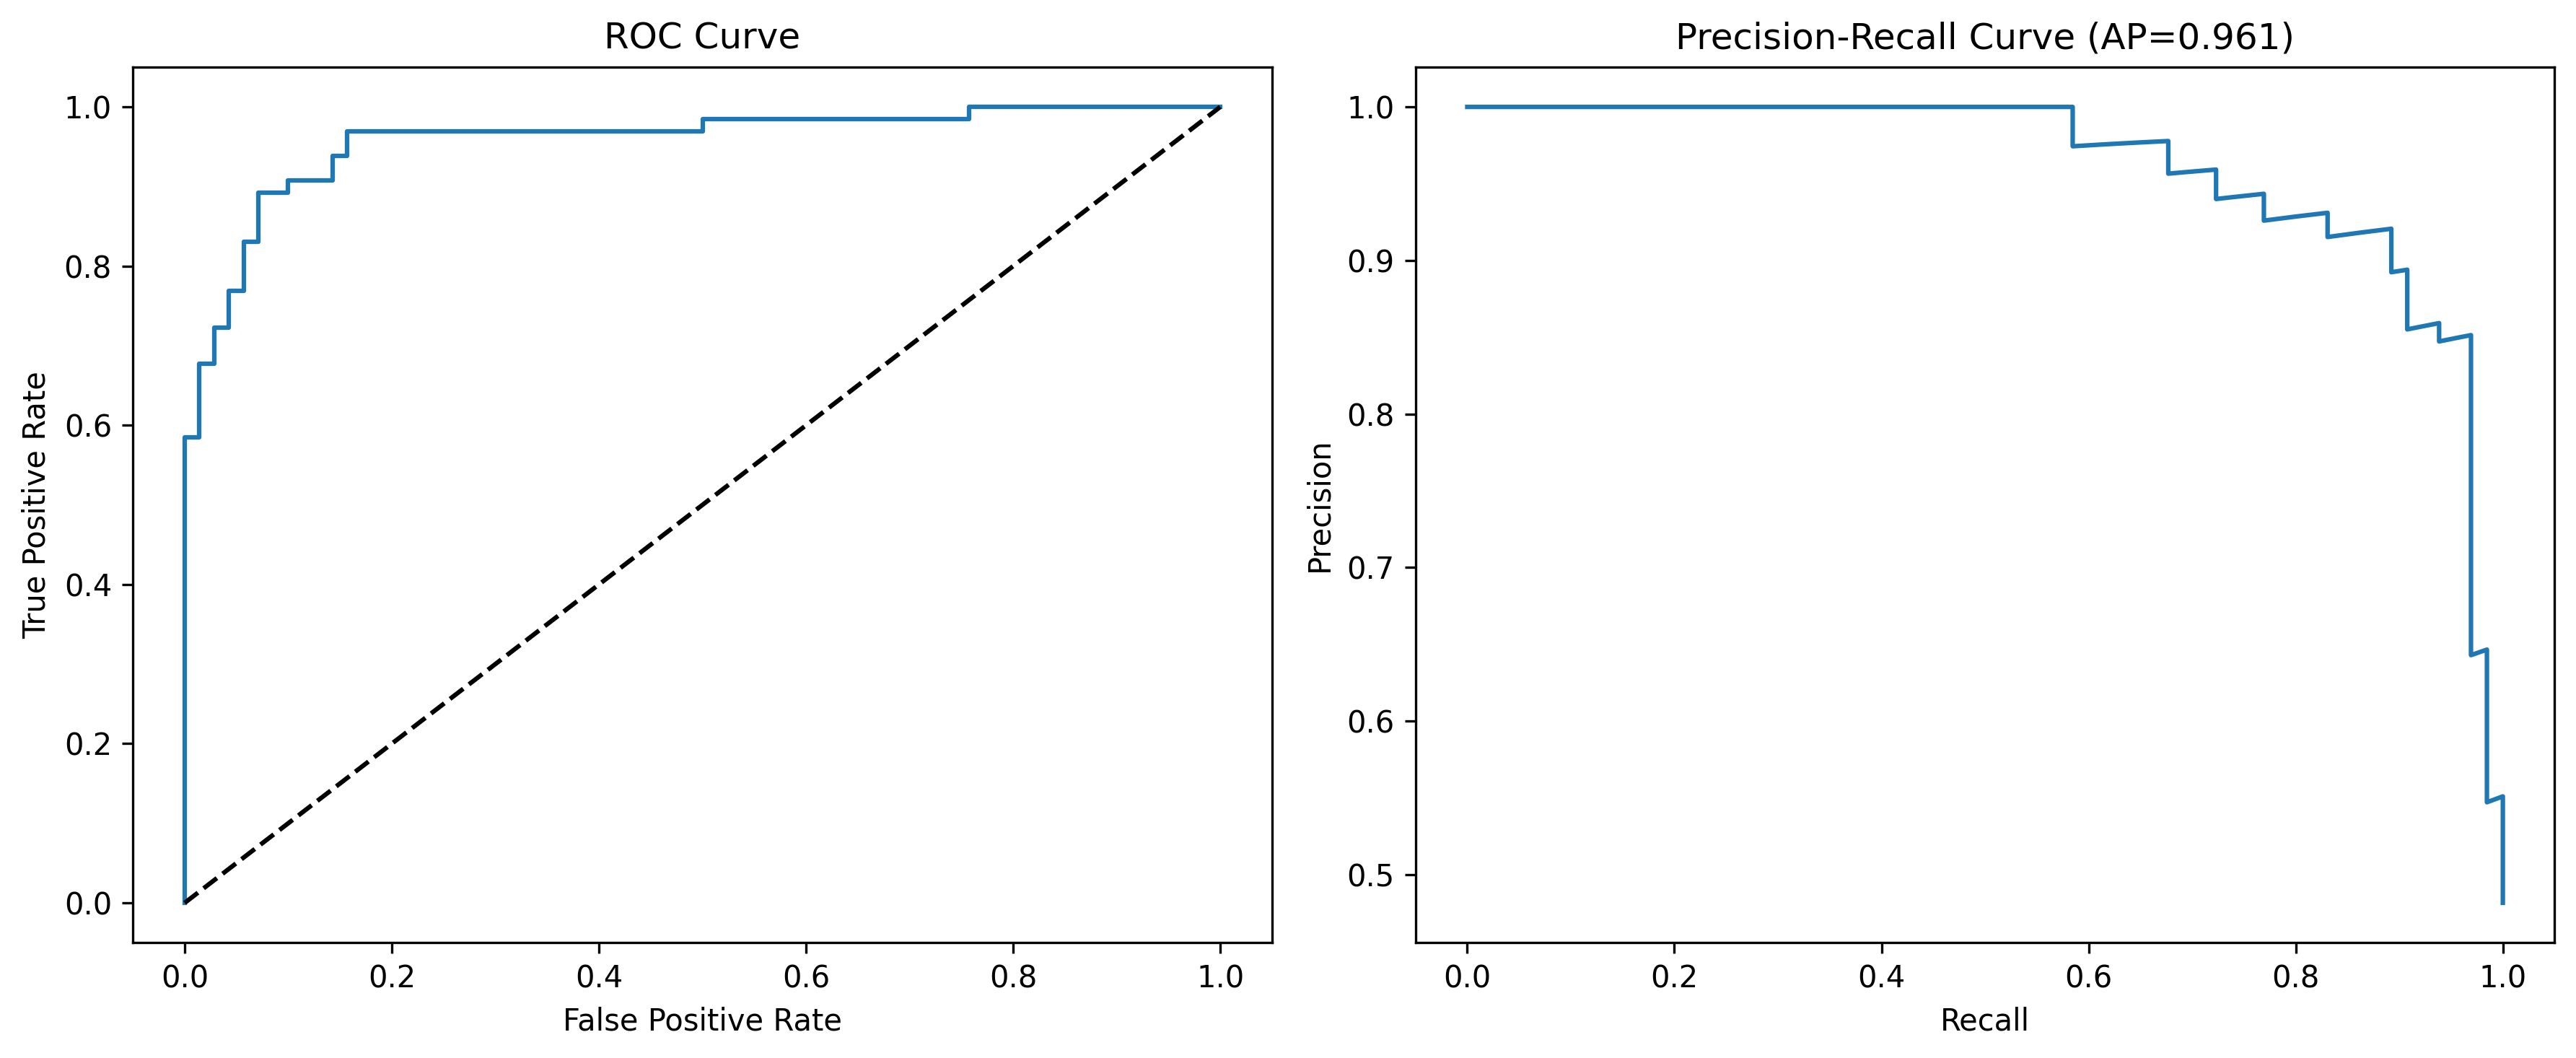 ROC Curve
1.0
0.8
0.6
0.4
0.2
0.0
True Positive Rate
0.0 0.2 0.4 0.6 0.8 1.0
False Positive Rate
Precision-Recall Curve (AP=0.961)
1.0
0.9
0.8
0.7
0.6
0.5
Precision
0.0 0.2 0.4 0.6 0.8 1.0
Recall